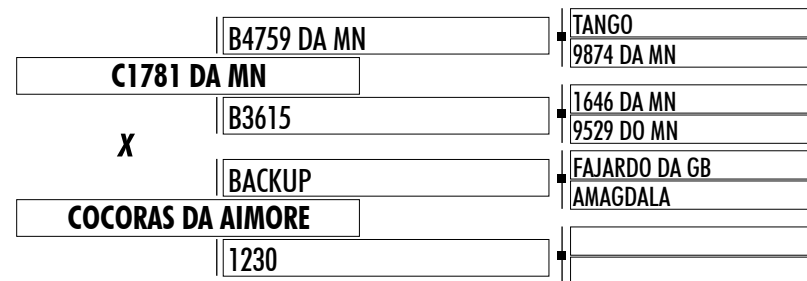 TANGO
B4759 DA MN
9874 DA MN
C1781 DA MN
1646 DA MN
B3615
9529 DO MN
X
FAJARDO DA GB
BACKUP
AMAGDALA
COCORAS DA AIMORE
1230